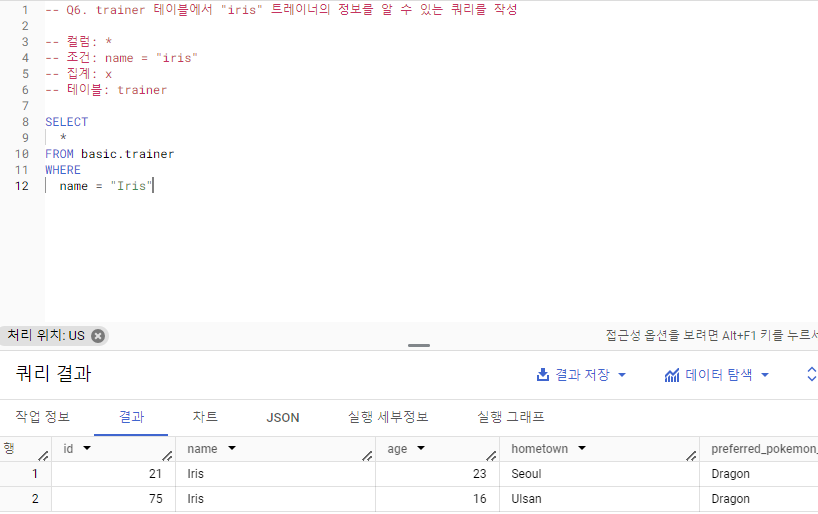 1 -- Q6. trainer 테이블에서 "iris" 트레이너의 정보를 알 수 있는 쿼리를 작성
2
3 -- 컬럼: *
4 -- 조건: name = "iris"
5 -- 집계: x
6 -- 테이블: trainer
7
8 SELECT
9 *
10 FROM basic.trainer
11 WHERE
12 name = "Iris"
처리 위치: US
접근성 옵션을 보려면 Alt+F1 키를 누르서
쿼리 결과 결과 저장 데이터 탐색
작업 정보 결과 차트 JSON 실행 세부정보 실행 그래프
행 id name age hometown preferred_pokemon_
1 21 Iris 23 Seoul Dragon
2 75 Iris 16 Ulsan Dragon